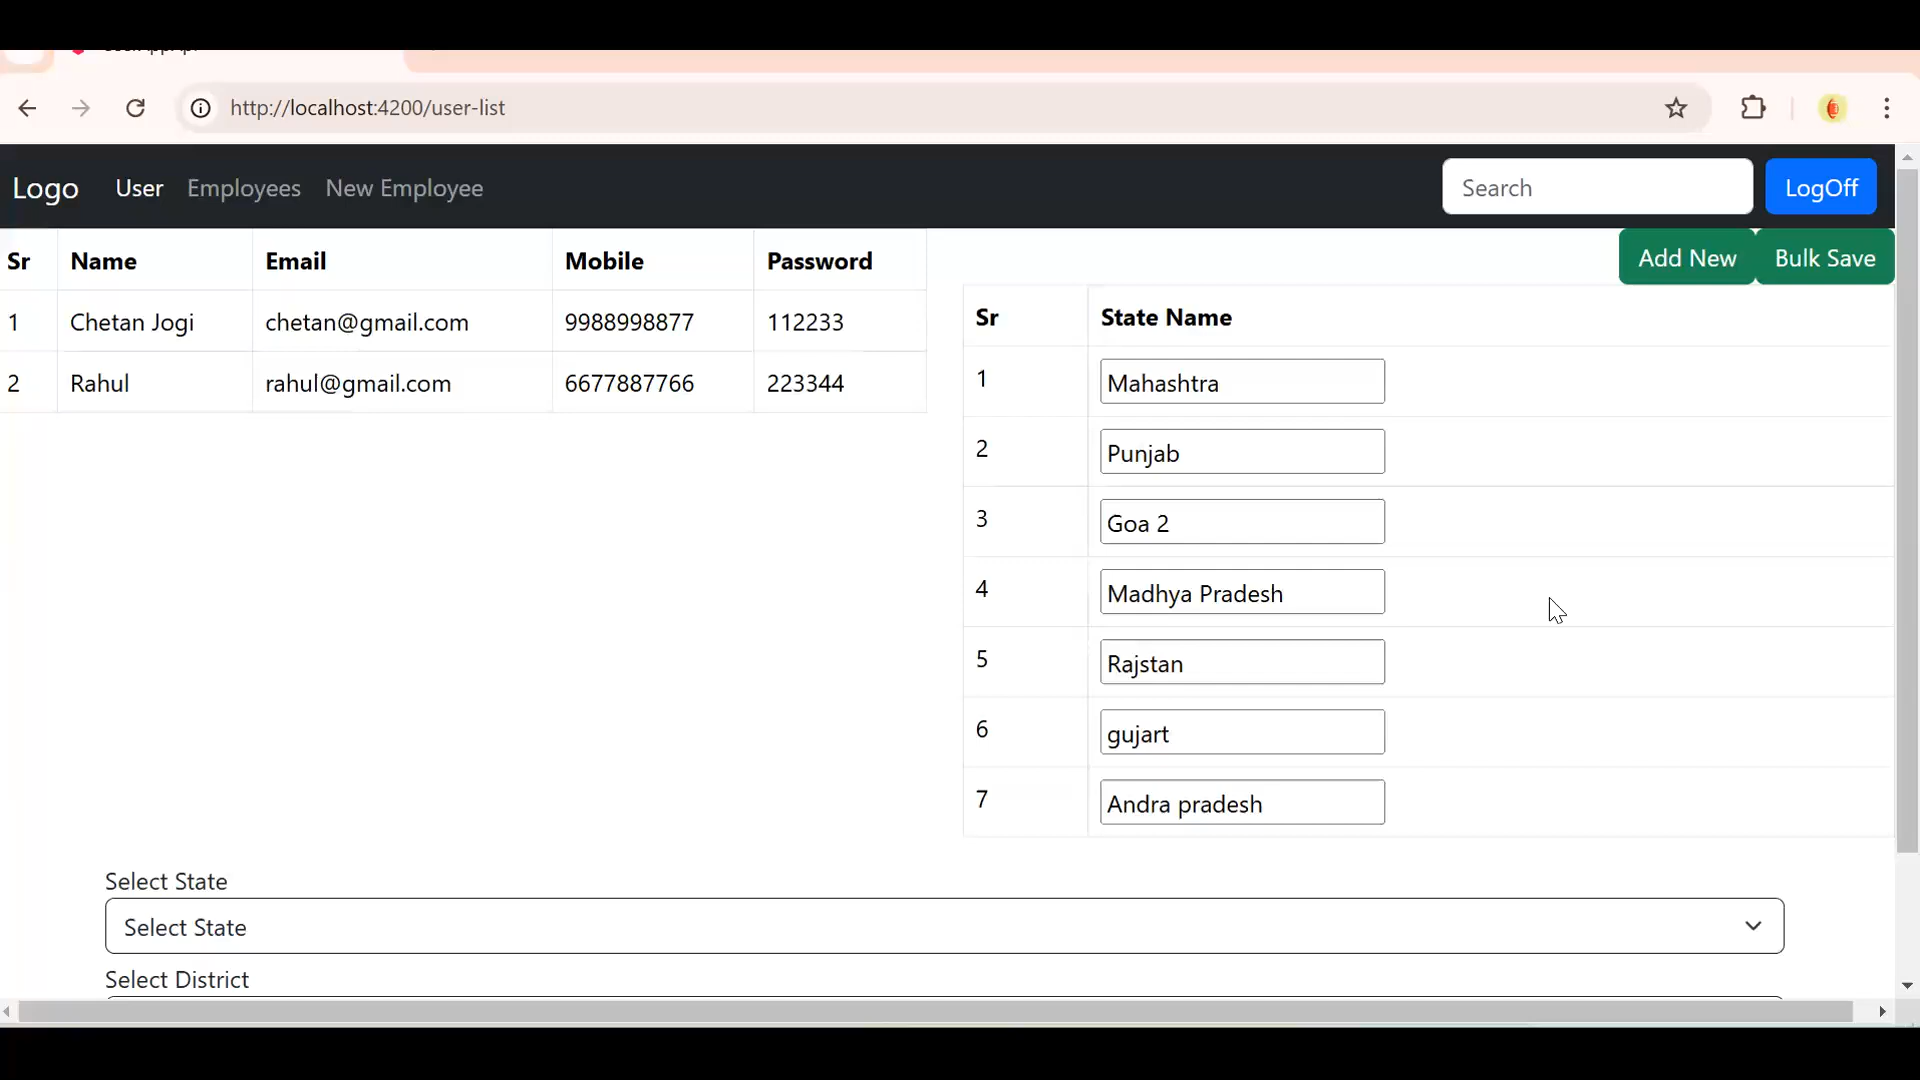 http://localhost:4200/user-list
Logo User Employees New Employee Search LogOff
Add New Bulk Save
Sr Name Email Mobile Password
1 Chetan Jogi chetan@gmail.com 9988998877 112233
2 Rahul rahul@gmail.com 6677887766 223344
Sr State Name
1 Mahashtra
2 Punjab
3 Goa 2
4 Madhya Pradesh
5 Rajstan
6 gujart
7 Andra pradesh
Select State
Select State
Select District